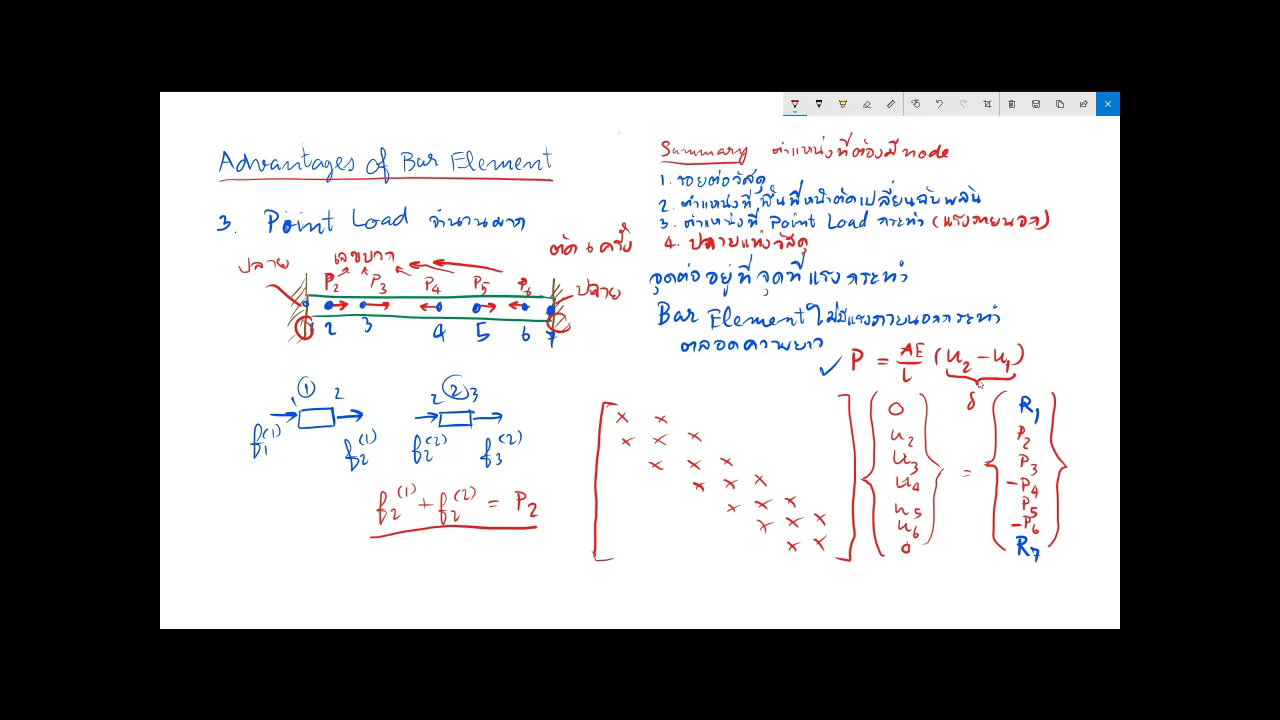 Advantages of Bar Element
3. Point Load จำนวนมาก
ตัด 6 ครั้ง
เลขบวก
ปลาย
P2 P3 P4 P5 P6
ปลาย
2 3 4 5 6 7
1 ① 2
2 ② 3
f1(1) f2(1) f2(2) f3(2)
f2(1) + f2(2) = P2
Summary ตำแหน่งที่ต้องมี node
1. รอยต่อวัสดุ
2. ตำแหน่งที่พื้นที่หน้าตัดเปลี่ยนฉับพลัน
3. ตำแหน่งที่ Point Load กระทำ (แรงภายนอก)
4. ปลายแท่งวัสดุ
จุดต่ออยู่ที่จุดที่แรงกระทำ
Bar Element ไม่มีแรงภายนอกกระทำ
ตลอดความยาว
✓ P = AE/L (u2 - u1)
δ
x x
x x x
x x x
x x x
x x x
x x x
x x
0
u2
u3
u4
u5
u6
0
=
R1
P2
P3
-P4
P5
-P6
R7